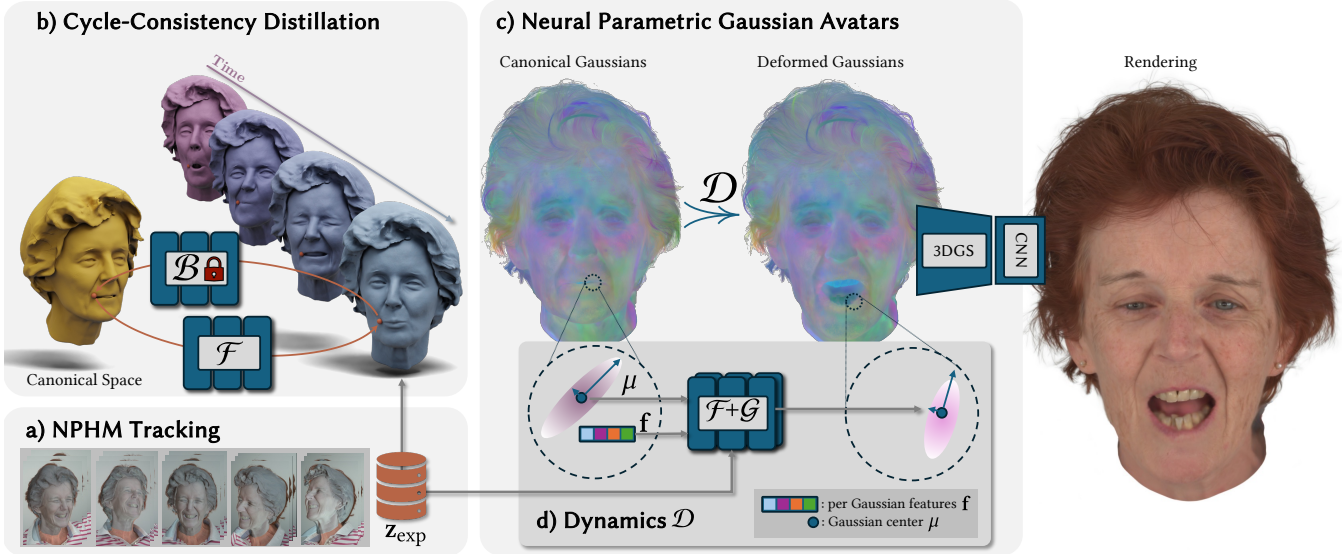 b) Cycle-Consistency Distillation
Time
ℬ
ℱ
Canonical Space
a) NPHM Tracking
z_exp
c) Neural Parametric Gaussian Avatars
Canonical Gaussians
Deformed Gaussians
𝒟
3DGS
CNN
Rendering
μ
f
ℱ+𝒢
d) Dynamics 𝒟
: per Gaussian features f
: Gaussian center μ